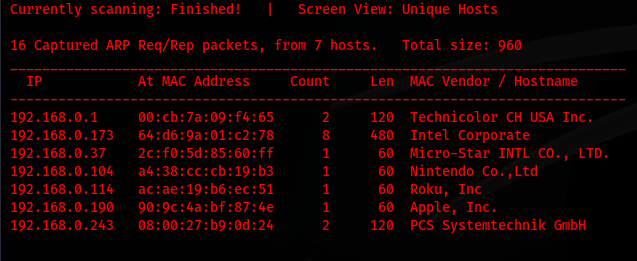 Currently scanning: Finished!   |   Screen View: Unique Hosts
16 Captured ARP Req/Rep packets, from 7 hosts.   Total size: 960
_____________________________________________________________________________
  IP            At MAC Address     Count     Len  MAC Vendor / Hostname
-----------------------------------------------------------------------------
192.168.0.1     00:cb:7a:09:f4:65      2     120  Technicolor CH USA Inc.
192.168.0.173   64:d6:9a:01:c2:78      8     480  Intel Corporate
192.168.0.37    2c:f0:5d:85:60:ff      1      60  Micro-Star INTL CO., LTD.
192.168.0.104   a4:38:cc:cb:19:b3      1      60  Nintendo Co.,Ltd
192.168.0.114   ac:ae:19:b6:ec:51      1      60  Roku, Inc
192.168.0.190   90:9c:4a:bf:87:4e      1      60  Apple, Inc.
192.168.0.243   08:00:27:b9:0d:24      2     120  PCS Systemtechnik GmbH